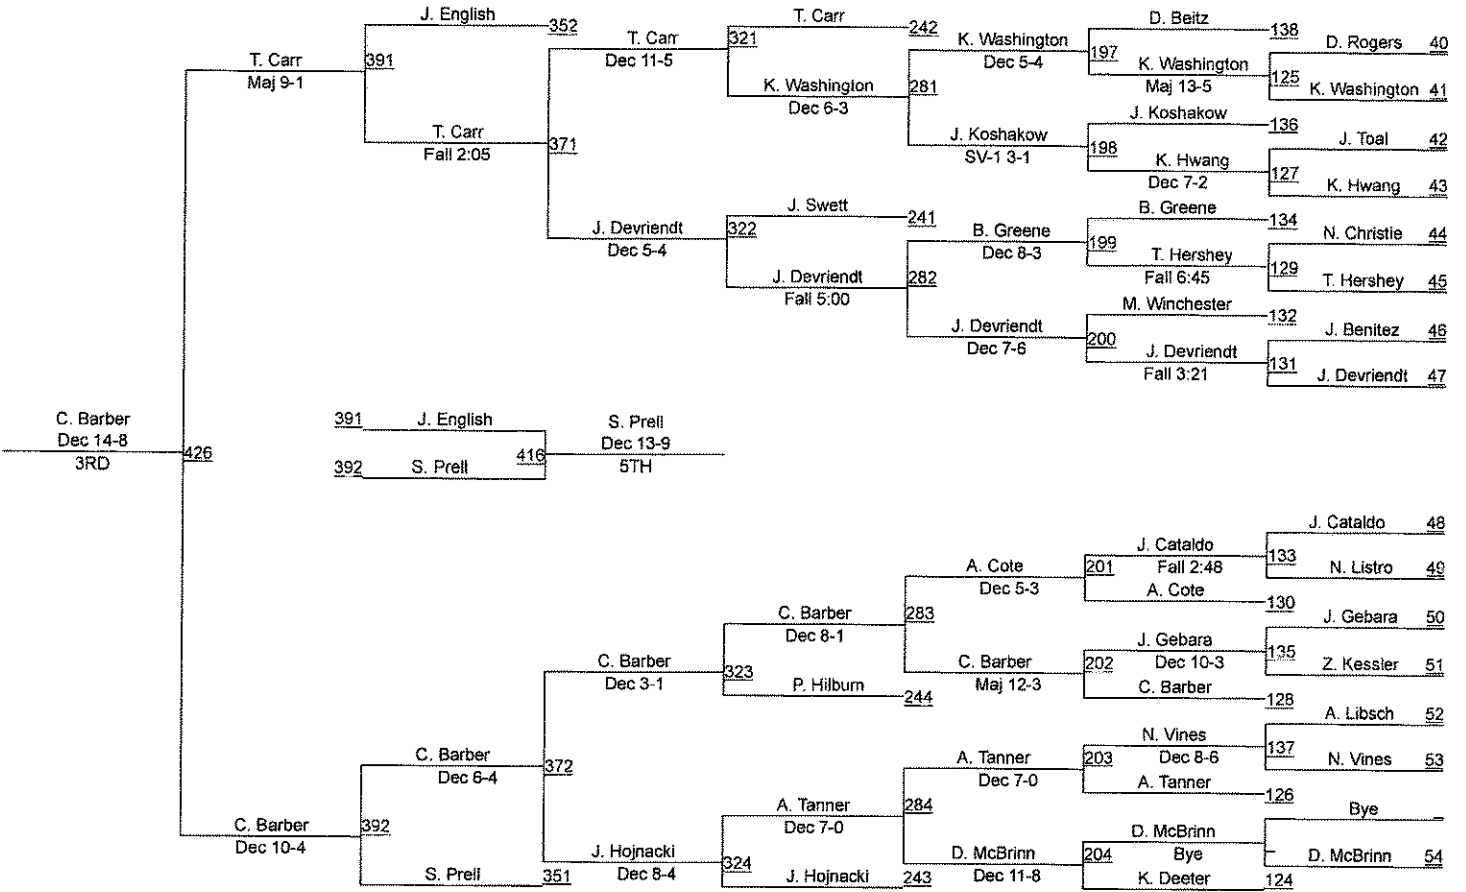 J. English 352
T. Carr 242
D. Beitz 138
T. Carr 321
T. Carr
Dec 11-5
K. Washington 197
Dec 5-4
D. Rogers 40
T. Carr 391
Maj 9-1
K. Washington 125
Maj 13-5
K. Washington 281
Dec 6-3
K. Washington 41
J. Koshakow 136
T. Carr 371
Fall 2:05
J. Koshakow 198
SV-1 3-1
J. Toal 42
K. Hwang 127
Dec 7-2
K. Hwang 43
J. Swett 241
B. Greene 134
J. Devriendt 322
Dec 5-4
B. Greene 199
Dec 8-3
N. Christie 44
T. Hershey 129
Fall 6:45
J. Devriendt 282
Fall 5:00
T. Hershey 45
M. Winchester 132
J. Devriendt 200
Dec 7-6
J. Benitez 46
J. Devriendt 131
Fall 3:21
J. Devriendt 47
C. Barber
Dec 14-8
3RD
426
391 J. English
392 S. Prell
416
S. Prell
Dec 13-9
5TH
J. Cataldo 48
J. Cataldo 133
Fall 2:48
N. Listro 49
A. Cote 201
Dec 5-3
A. Cote 130
C. Barber 283
Dec 8-1
J. Gebara 50
J. Gebara 135
Dec 10-3
Z. Kessler 51
C. Barber 323
Dec 3-1
C. Barber 202
Maj 12-3
P. Hilburn 244
C. Barber 128
A. Libsch 52
N. Vines 137
Dec 8-6
N. Vines 53
C. Barber 372
Dec 6-4
A. Tanner 203
Dec 7-0
A. Tanner 126
A. Tanner 284
Dec 7-0
Bye
C. Barber 392
Dec 10-4
D. McBrinn
Bye
D. McBrinn 54
J. Hojnacki 324
Dec 8-4
D. McBrinn 204
Dec 11-8
S. Prell 351
J. Hojnacki 243
K. Deeter 124